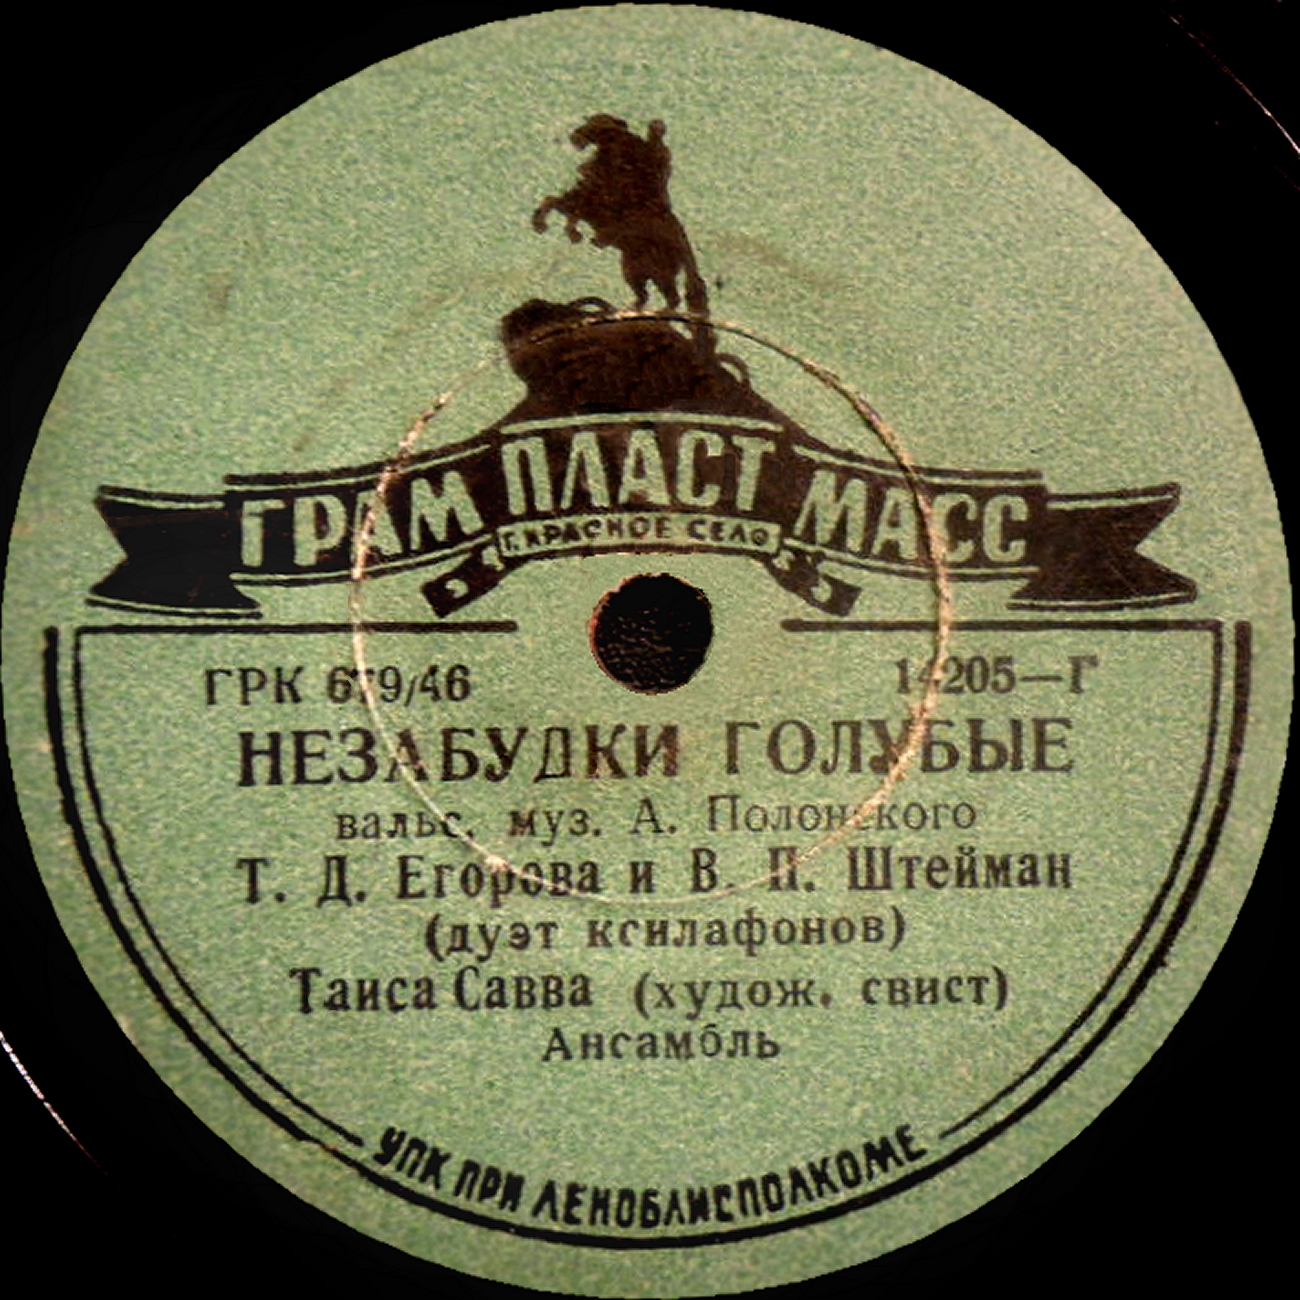 ГРАМ ПЛАСТ МАСС
Г. КРАСНОЕ СЕЛО
ГРК 679/46 14205—Г
НЕЗАБУДКИ ГОЛУБЫЕ
вальс. муз. А. Полонского
Т. Д. Егорова и В. П. Штейман
(дуэт ксилафонов)
Таиса Савва (худож. свист)
Ансамбль
УПК ПРИ ЛЕНОБЛИСПОЛКОМЕ